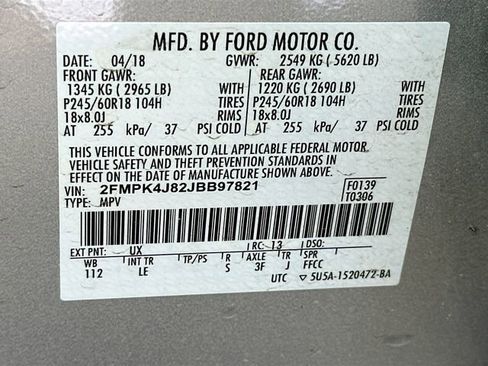 MFD. BY FORD MOTOR CO.
DATE: 04/18 GVWR: 2549 KG ( 5620 LB)
FRONT GAWR: REAR GAWR:
1345 KG ( 2965 LB) 1220 KG ( 2690 LB)
P245/60R18 104H TIRES P245/60R18 104H TIRES
18x8.0J RIMS 18x8.0J RIMS
AT 255 kPa/ 37 PSI COLD AT 255 kPa/ 37 PSI COLD
THIS VEHICLE CONFORMS TO ALL APPLICABLE FEDERAL MOTOR
VEHICLE SAFETY AND THEFT PREVENTION STANDARDS IN
EFFECT ON THE DATE OF MANUFACTURE SHOWN ABOVE.
VIN: 2FMPK4J82JBB97821 F0139
TYPE: MPV T0306
EXT PNT: UX RC: 13 DSO:
WB INT TR TP/PS R AXLE TR SPR
112 LE S 3F J FFCC
UTC ▽ 5U5A-1520472-BA